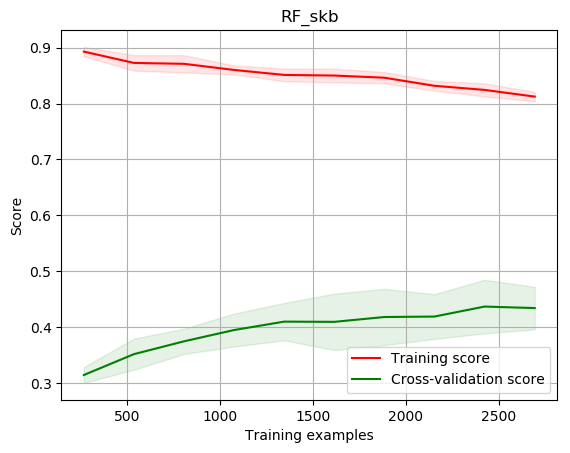 RF_skb
Score
0.9
0.8
0.7
0.6
0.5
0.4
0.3
Training score
Cross-validation score
500 1000 1500 2000 2500
Training examples